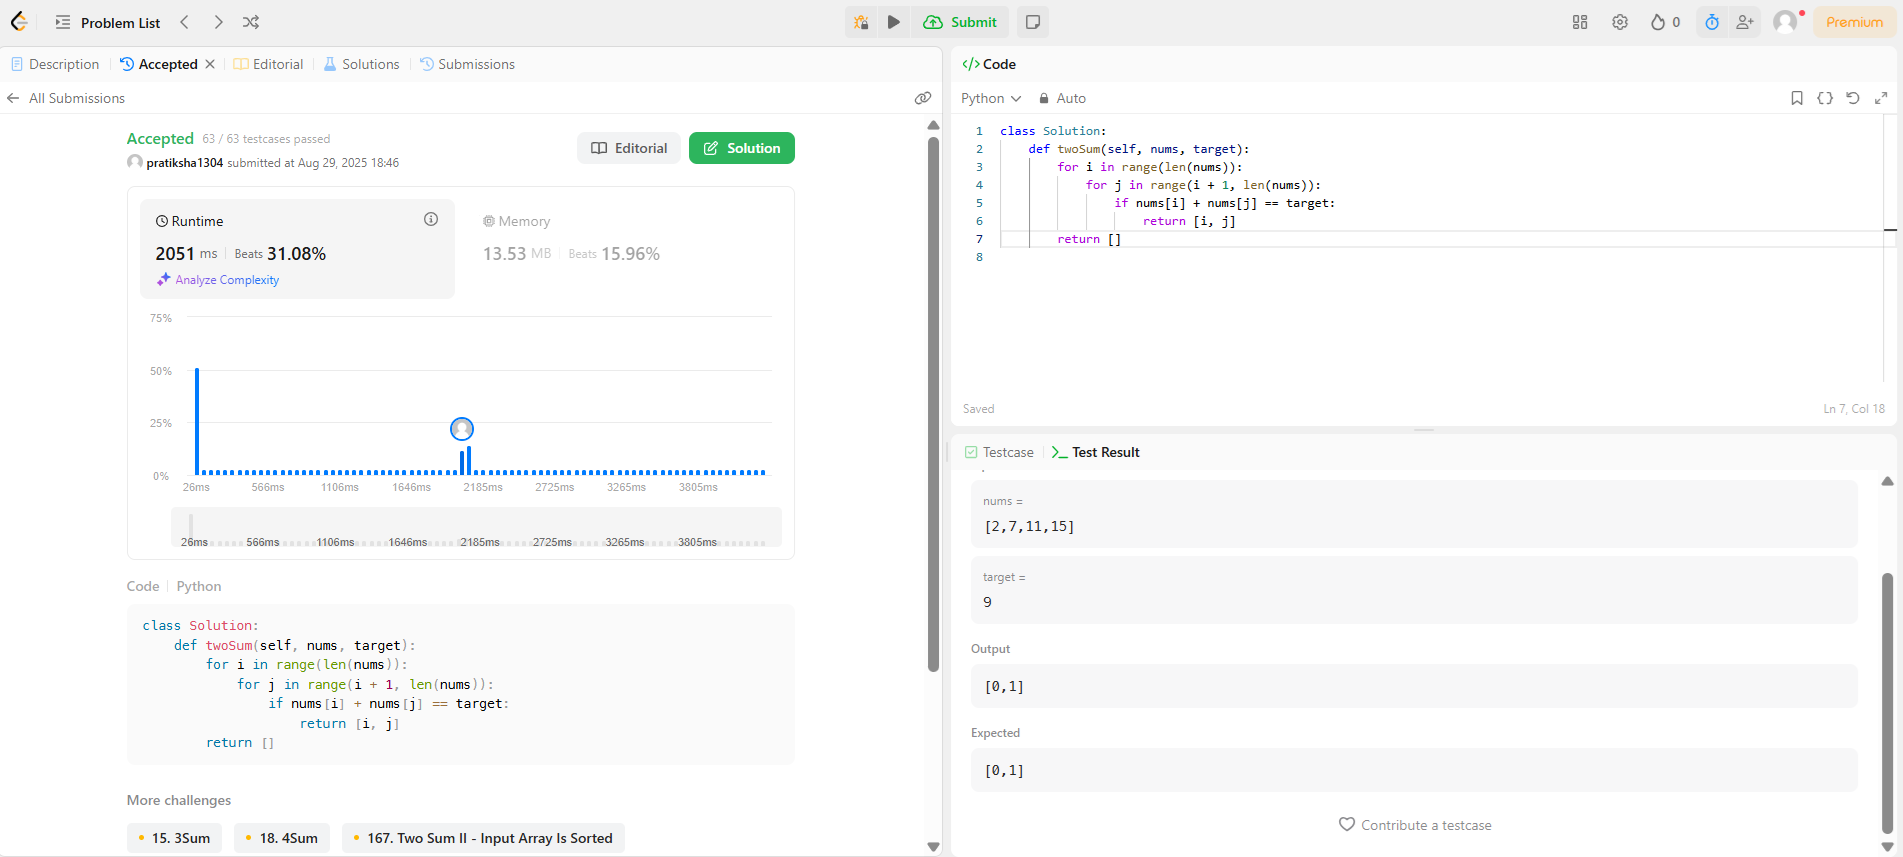 Problem List
Submit
0
Premium
Description
Accepted
Editorial
Solutions
Submissions
All Submissions
Accepted 63 / 63 testcases passed
pratiksha1304 submitted at Aug 29, 2025 18:46
Editorial
Solution
Runtime
2051 ms Beats 31.08%
Analyze Complexity
Memory
13.53 MB Beats 15.96%
75%
50%
25%
0%
26ms 566ms 1106ms 1646ms 2185ms 2725ms 3265ms 3805ms
26ms 566ms 1106ms 1646ms 2185ms 2725ms 3265ms 3805ms
Code Python
class Solution:
    def twoSum(self, nums, target):
        for i in range(len(nums)):
            for j in range(i + 1, len(nums)):
                if nums[i] + nums[j] == target:
                    return [i, j]
        return []
More challenges
15. 3Sum
18. 4Sum
167. Two Sum II - Input Array Is Sorted
</> Code
Python
Auto
1 class Solution:
2     def twoSum(self, nums, target):
3         for i in range(len(nums)):
4             for j in range(i + 1, len(nums)):
5                 if nums[i] + nums[j] == target:
6                     return [i, j]
7         return []
8
Saved
Ln 7, Col 18
Testcase
Test Result
nums =
[2,7,11,15]
target =
9
Output
[0,1]
Expected
[0,1]
Contribute a testcase